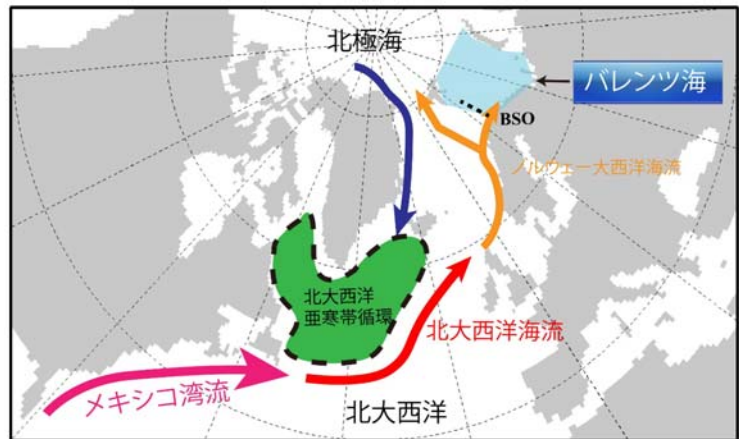 北極海
バレンツ海
BSO
ノルウェー大西洋海流
北大西洋
亜寒帯循環
北大西洋海流
メキシコ湾流
北大西洋